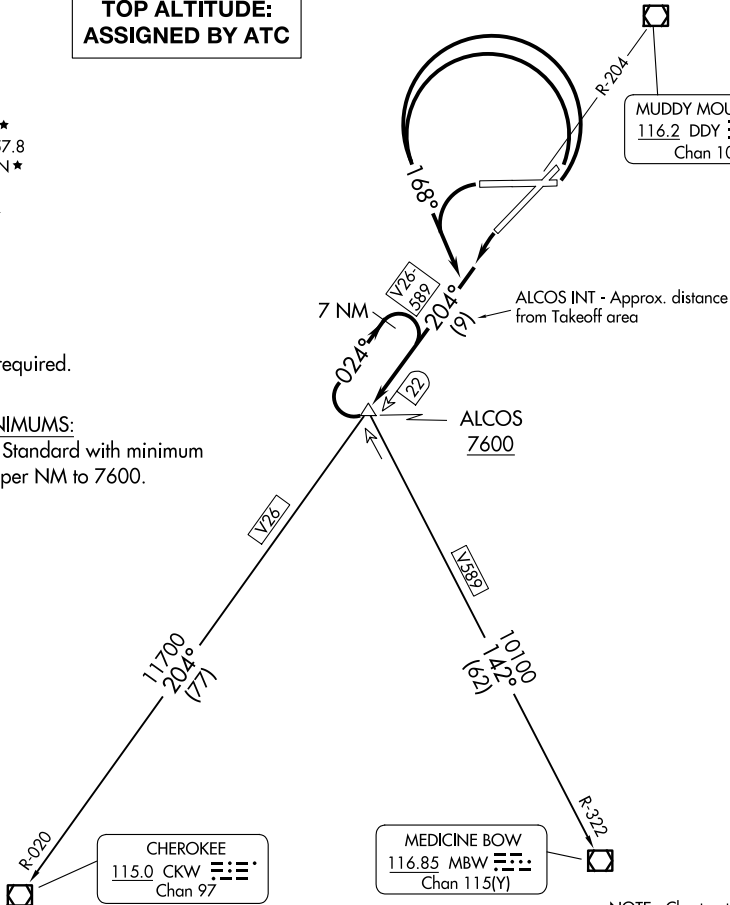 TOP ALTITUDE:
ASSIGNED BY ATC
7.8
N★
R-204
MUDDY MOU
116.2 DDY
Chan 10
168°
V26-
589
7 NM
204°
(9)
ALCOS INT - Approx. distance
from Takeoff area
024°
22
equired.
ALCOS
7600
NIMUMS:
Standard with minimum
per NM to 7600.
V26
V589
11700
204°
(77)
10100
142°
(62)
R-020
R-322
CHEROKEE
115.0 CKW
Chan 97
MEDICINE BOW
116.85 MBW
Chan 115(Y)